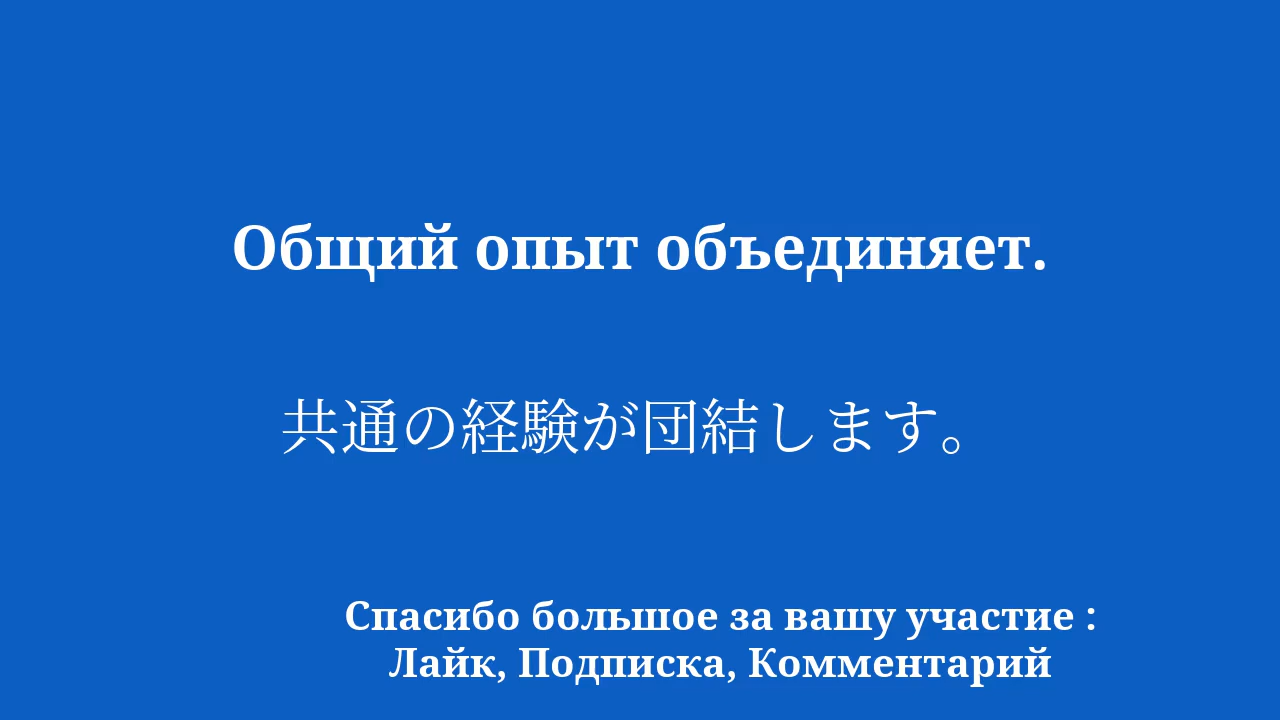 Общий опыт объединяет.
共通の経験が団結します。
Спасибо большое за вашу участие :
Лайк, Подписка, Комментарий